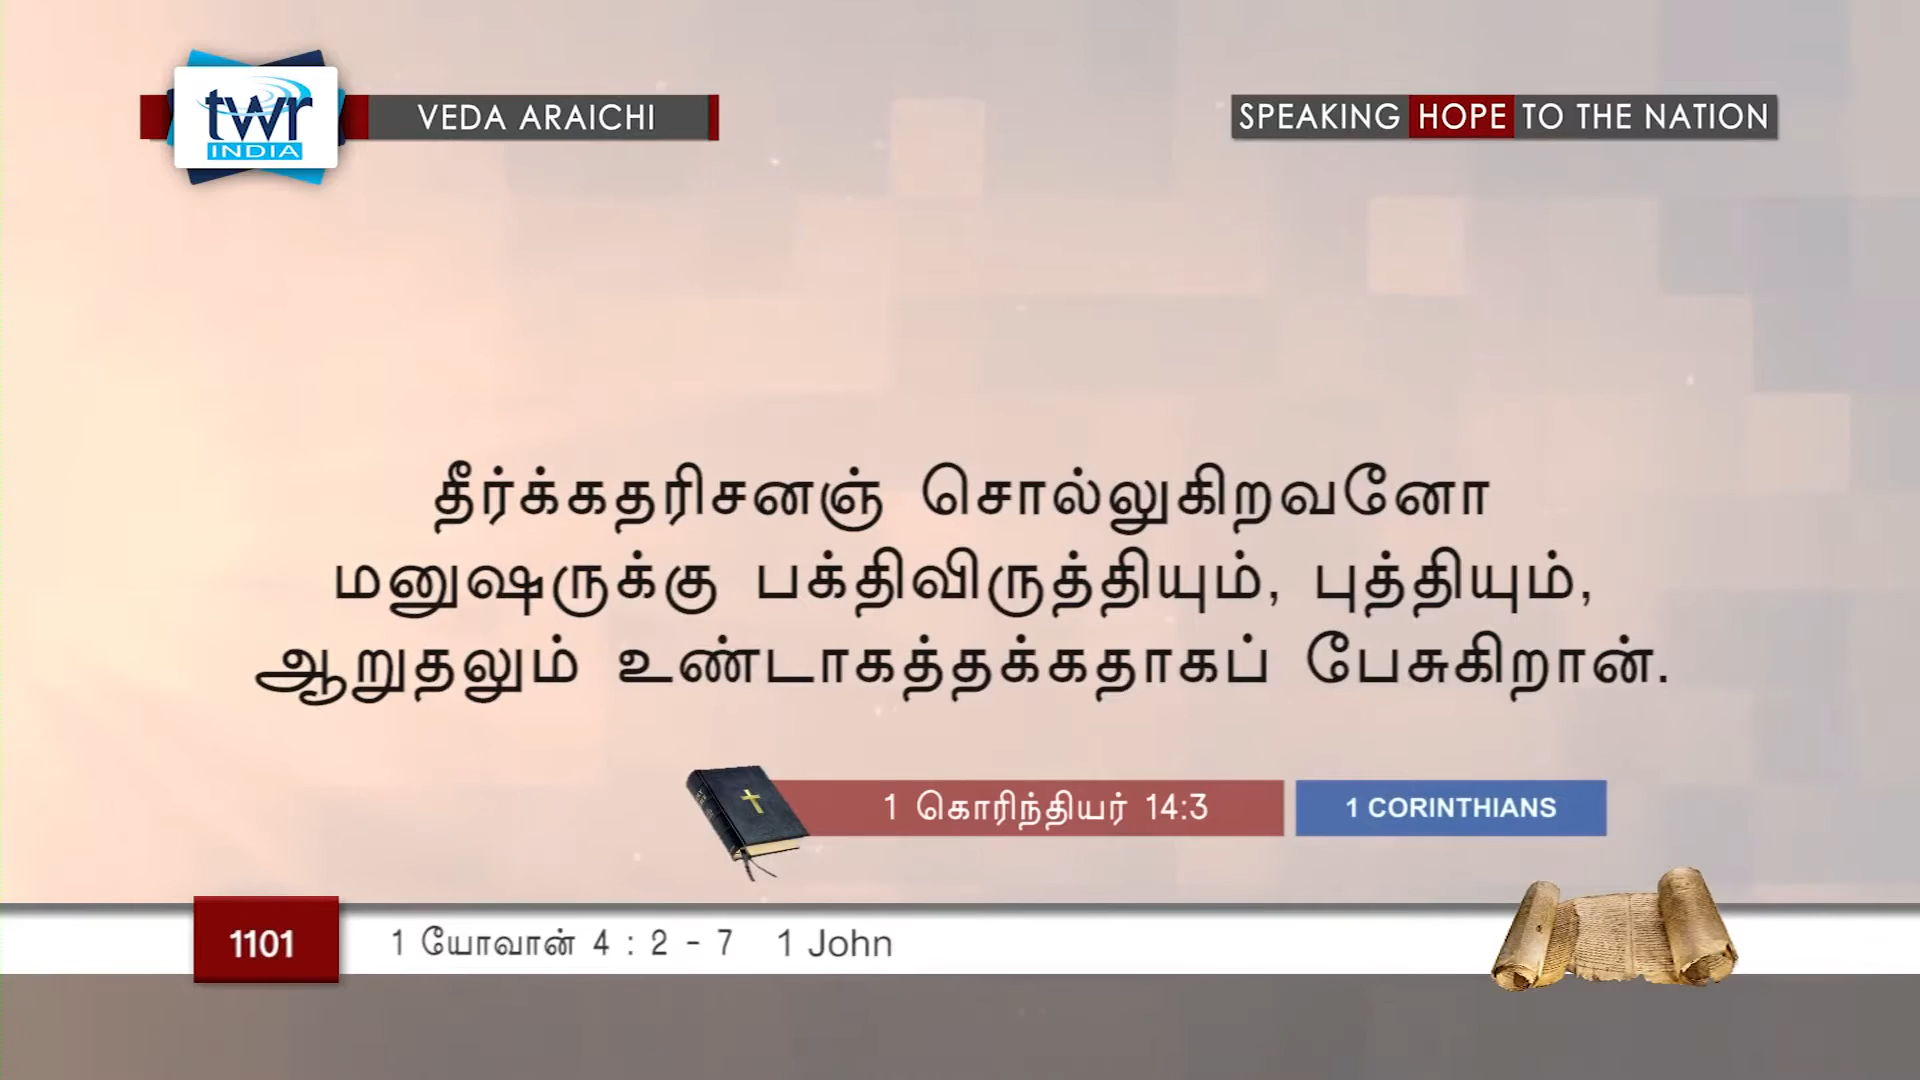 twr
INDIA
VEDA ARAICHI
SPEAKING HOPE TO THE NATION
தீர்க்கதரிசனஞ் சொல்லுகிறவனோ
மனுஷருக்கு பக்திவிருத்தியும், புத்தியும்,
ஆறுதலும் உண்டாகத்தக்கதாகப் பேசுகிறான்.
1 கொரிந்தியர் 14:3
1 CORINTHIANS
1101
1 யோவான் 4 : 2 - 7 1 John